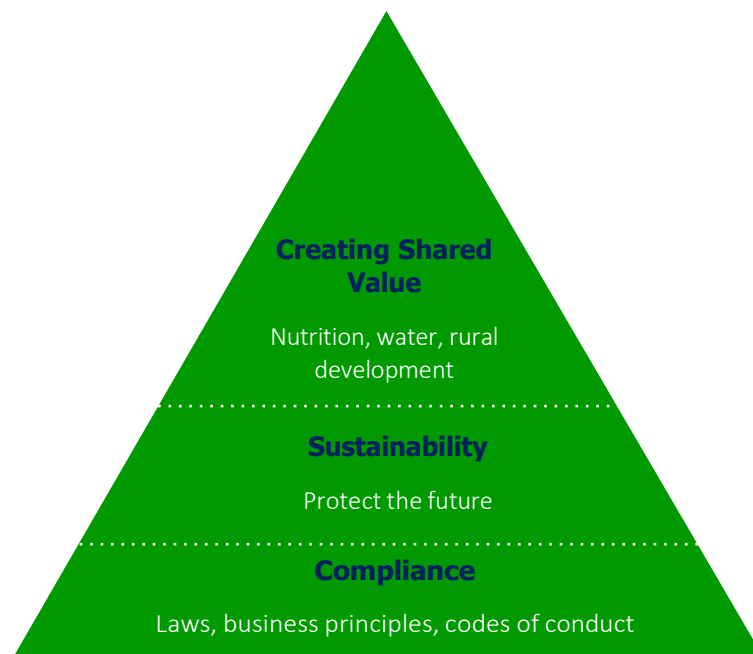 Creating Shared
Value
Nutrition, water, rural
development
Sustainability
Protect the future
Compliance
Laws, business principles, codes of conduct